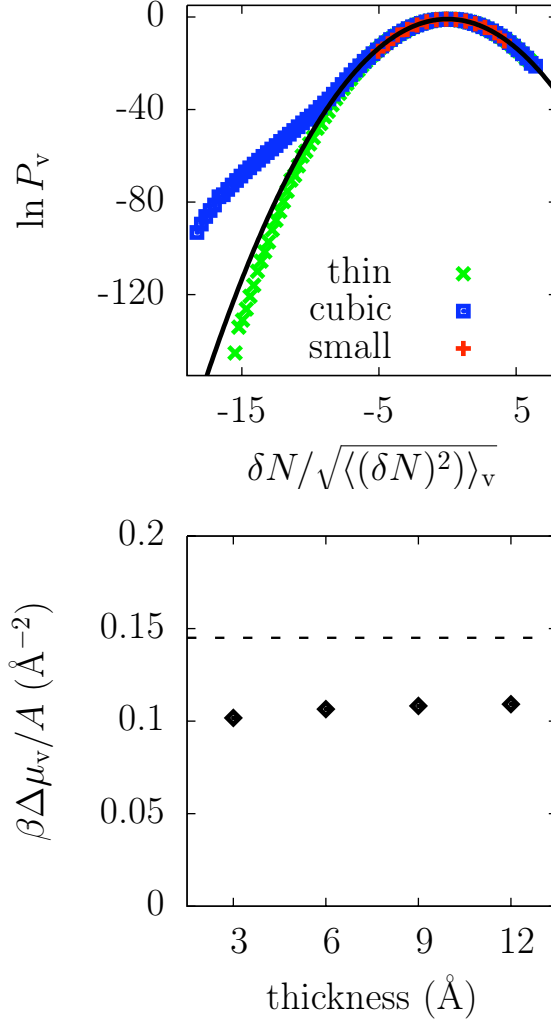 0
-40
-80
-120
ln P_v
thin
cubic
small
-15
-5
5
δN/√⟨(δN)²)⟩_v
0.2
0.15
0.1
0.05
0
βΔμ_v/A (Å⁻²)
3
6
9
12
thickness (Å)